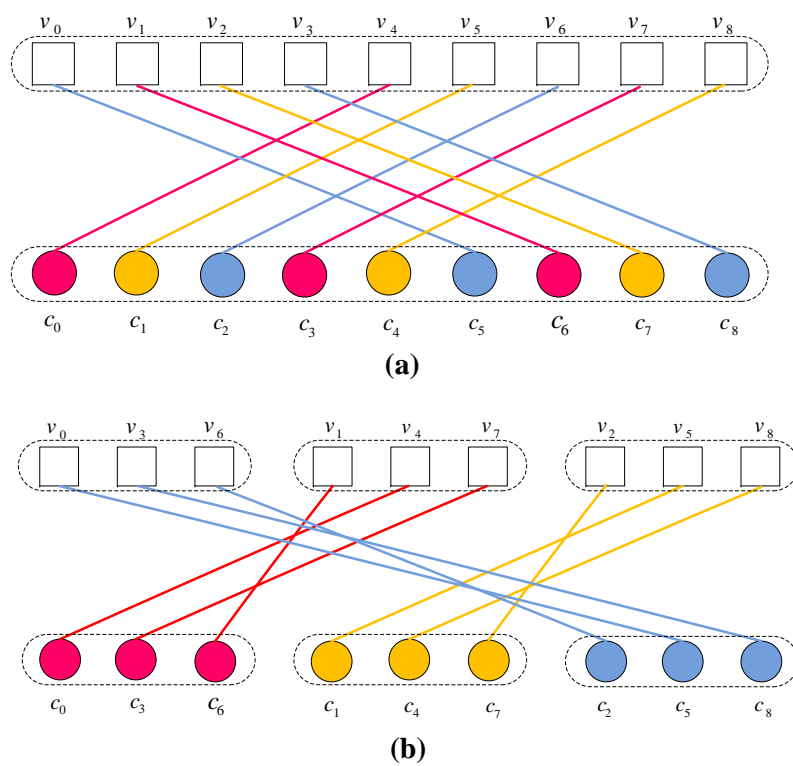 v₀ v₁ v₂ v₃ v₄ v₅ v₆ v₇ v₈
c₀ c₁ c₂ c₃ c₄ c₅ c₆ c₇ c₈
(a)
v₀ v₃ v₆ v₁ v₄ v₇ v₂ v₅ v₈
c₀ c₃ c₆ c₁ c₄ c₇ c₂ c₅ c₈
(b)